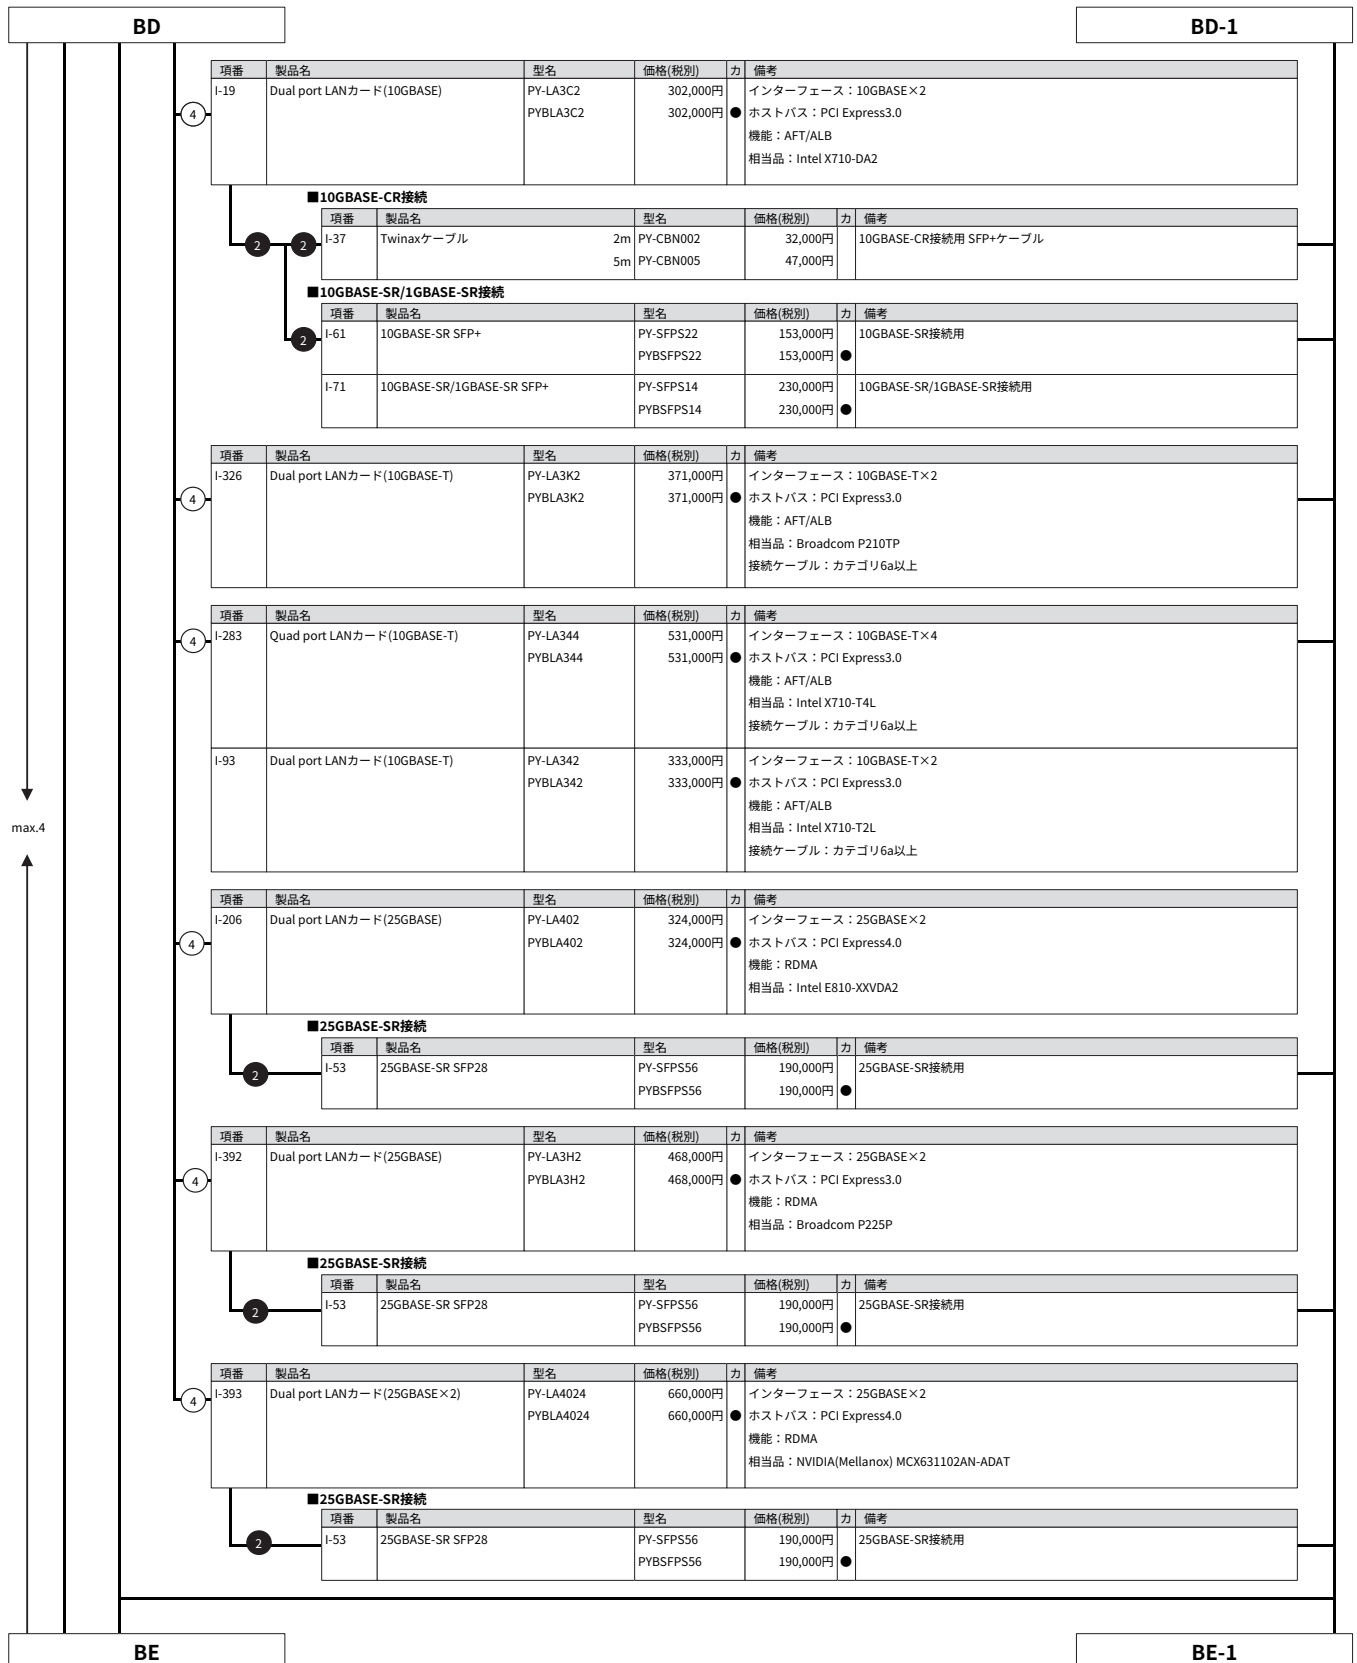 BD
BD-1
項番 製品名 型名 価格(税別) カ 備考
④ I-19 Dual port LANカード(10GBASE) PY-LA3C2 302,000円 インターフェース：10GBASE×2
PYBLA3C2 302,000円 ● ホストバス：PCI Express3.0
機能：AFT/ALB
相当品：Intel X710-DA2
■10GBASE-CR接続
項番 製品名 型名 価格(税別) カ 備考
❷ ❷ I-37 Twinaxケーブル 2m PY-CBN002 32,000円 10GBASE-CR接続用 SFP+ケーブル
5m PY-CBN005 47,000円
■10GBASE-SR/1GBASE-SR接続
項番 製品名 型名 価格(税別) カ 備考
❷ I-61 10GBASE-SR SFP+ PY-SFPS22 153,000円 10GBASE-SR接続用
PYBSFPS22 153,000円 ●
I-71 10GBASE-SR/1GBASE-SR SFP+ PY-SFPS14 230,000円 10GBASE-SR/1GBASE-SR接続用
PYBSFPS14 230,000円 ●
項番 製品名 型名 価格(税別) カ 備考
④ I-326 Dual port LANカード(10GBASE-T) PY-LA3K2 371,000円 インターフェース：10GBASE-T×2
PYBLA3K2 371,000円 ● ホストバス：PCI Express3.0
機能：AFT/ALB
相当品：Broadcom P210TP
接続ケーブル：カテゴリ6a以上
項番 製品名 型名 価格(税別) カ 備考
④ I-283 Quad port LANカード(10GBASE-T) PY-LA344 531,000円 インターフェース：10GBASE-T×4
PYBLA344 531,000円 ● ホストバス：PCI Express3.0
機能：AFT/ALB
相当品：Intel X710-T4L
接続ケーブル：カテゴリ6a以上
I-93 Dual port LANカード(10GBASE-T) PY-LA342 333,000円 インターフェース：10GBASE-T×2
PYBLA342 333,000円 ● ホストバス：PCI Express3.0
機能：AFT/ALB
max.4
相当品：Intel X710-T2L
接続ケーブル：カテゴリ6a以上
項番 製品名 型名 価格(税別) カ 備考
④ I-206 Dual port LANカード(25GBASE) PY-LA402 324,000円 インターフェース：25GBASE×2
PYBLA402 324,000円 ● ホストバス：PCI Express4.0
機能：RDMA
相当品：Intel E810-XXVDA2
■25GBASE-SR接続
項番 製品名 型名 価格(税別) カ 備考
❷ I-53 25GBASE-SR SFP28 PY-SFPS56 190,000円 25GBASE-SR接続用
PYBSFPS56 190,000円 ●
項番 製品名 型名 価格(税別) カ 備考
④ I-392 Dual port LANカード(25GBASE) PY-LA3H2 468,000円 インターフェース：25GBASE×2
PYBLA3H2 468,000円 ● ホストバス：PCI Express3.0
機能：RDMA
相当品：Broadcom P225P
■25GBASE-SR接続
項番 製品名 型名 価格(税別) カ 備考
❷ I-53 25GBASE-SR SFP28 PY-SFPS56 190,000円 25GBASE-SR接続用
PYBSFPS56 190,000円 ●
項番 製品名 型名 価格(税別) カ 備考
④ I-393 Dual port LANカード(25GBASE×2) PY-LA4024 660,000円 インターフェース：25GBASE×2
PYBLA4024 660,000円 ● ホストバス：PCI Express4.0
機能：RDMA
相当品：NVIDIA(Mellanox) MCX631102AN-ADAT
■25GBASE-SR接続
項番 製品名 型名 価格(税別) カ 備考
❷ I-53 25GBASE-SR SFP28 PY-SFPS56 190,000円 25GBASE-SR接続用
PYBSFPS56 190,000円 ●
BE
BE-1